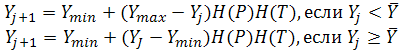 Y_{j+1} = Y_{min} + (Y_{max} − Y_j)H(P)H(T), если Y_j < Ȳ
Y_{j+1} = Y_{min} + (Y_J − Y_{min})H(P)H(T), если Y_j ≥ Ȳ